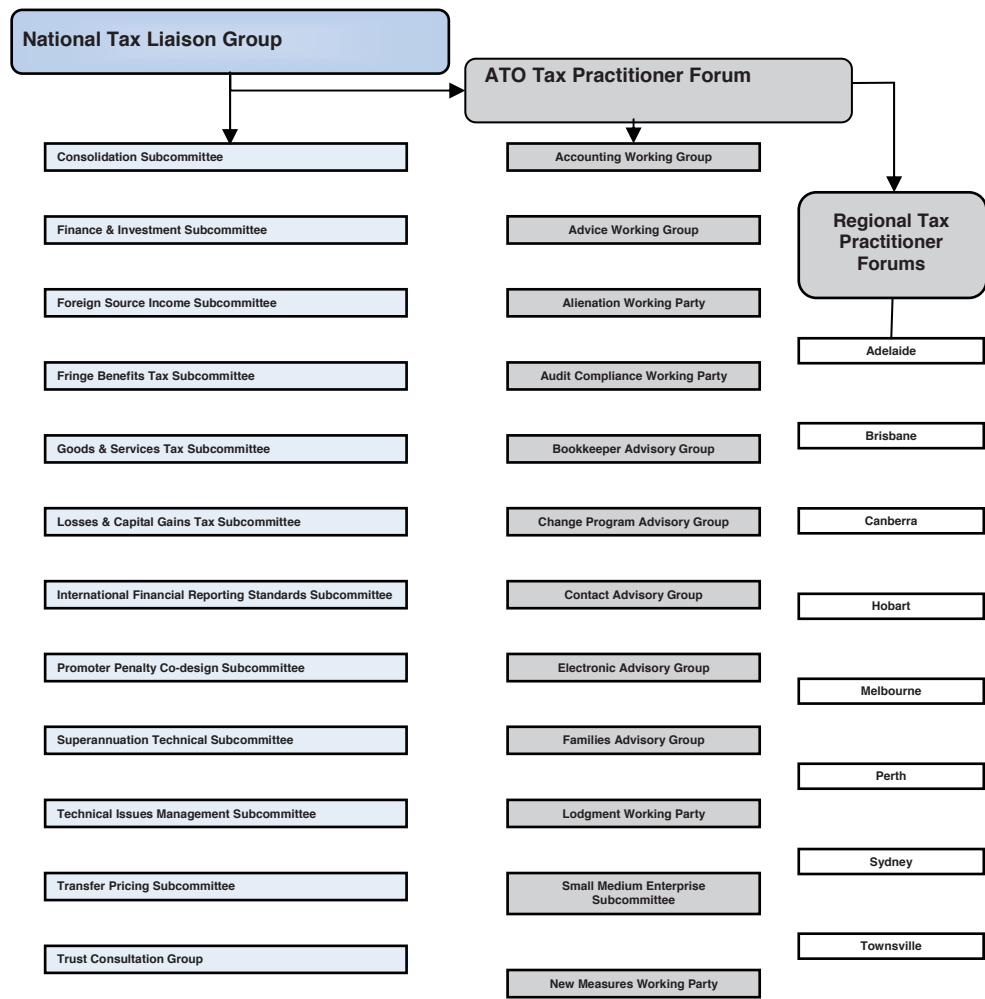 National Tax Liaison Group
ATO Tax Practitioner Forum
Consolidation Subcommittee
Finance & Investment Subcommittee
Foreign Source Income Subcommittee
Fringe Benefits Tax Subcommittee
Goods & Services Tax Subcommittee
Losses & Capital Gains Tax Subcommittee
International Financial Reporting Standards Subcommittee
Promoter Penalty Co-design Subcommittee
Superannuation Technical Subcommittee
Technical Issues Management Subcommittee
Transfer Pricing Subcommittee
Trust Consultation Group
Accounting Working Group
Advice Working Group
Alienation Working Party
Audit Compliance Working Party
Bookkeeper Advisory Group
Change Program Advisory Group
Contact Advisory Group
Electronic Advisory Group
Families Advisory Group
Lodgment Working Party
Small Medium Enterprise
Subcommittee
New Measures Working Party
Regional Tax
Practitioner
Forums
Adelaide
Brisbane
Canberra
Hobart
Melbourne
Perth
Sydney
Townsville